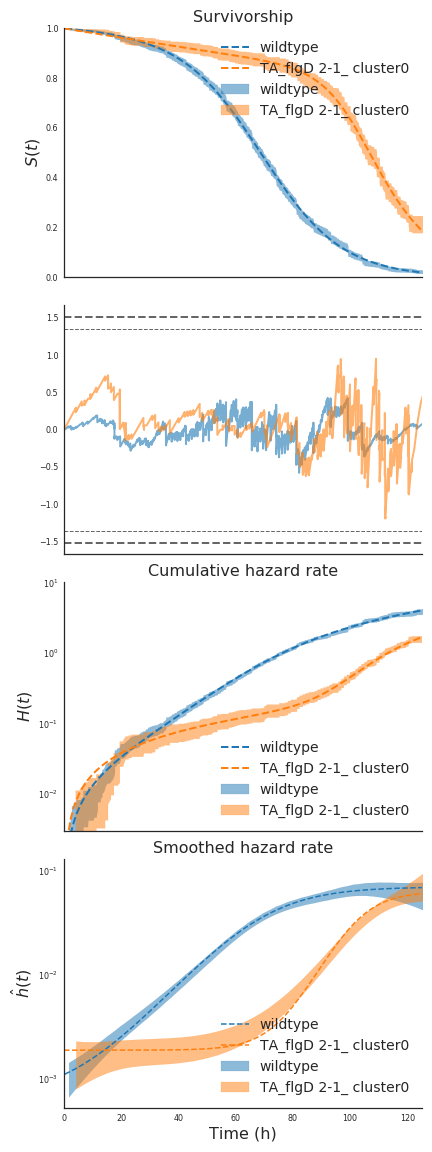 Survivorship
1.0
0.8
0.6
0.4
0.2
0.0
S(t)
wildtype
TA_flgD 2-1_ cluster0
wildtype
TA_flgD 2-1_ cluster0
1.5
1.0
0.5
0.0
−0.5
−1.0
−1.5
Cumulative hazard rate
10¹
10⁰
10⁻¹
10⁻²
H(t)
wildtype
TA_flgD 2-1_ cluster0
wildtype
TA_flgD 2-1_ cluster0
Smoothed hazard rate
10⁻¹
10⁻²
10⁻³
ĥ(t)
wildtype
TA_flgD 2-1_ cluster0
wildtype
TA_flgD 2-1_ cluster0
0 20 40 60 80 100 120
Time (h)